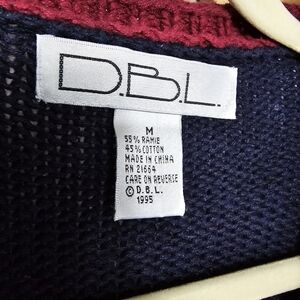 D.B.L.
M
55% RAMIE
45% COTTON
MADE IN CHINA
RN 21664
CARE ON REVERSE
© D.B.L.
1995